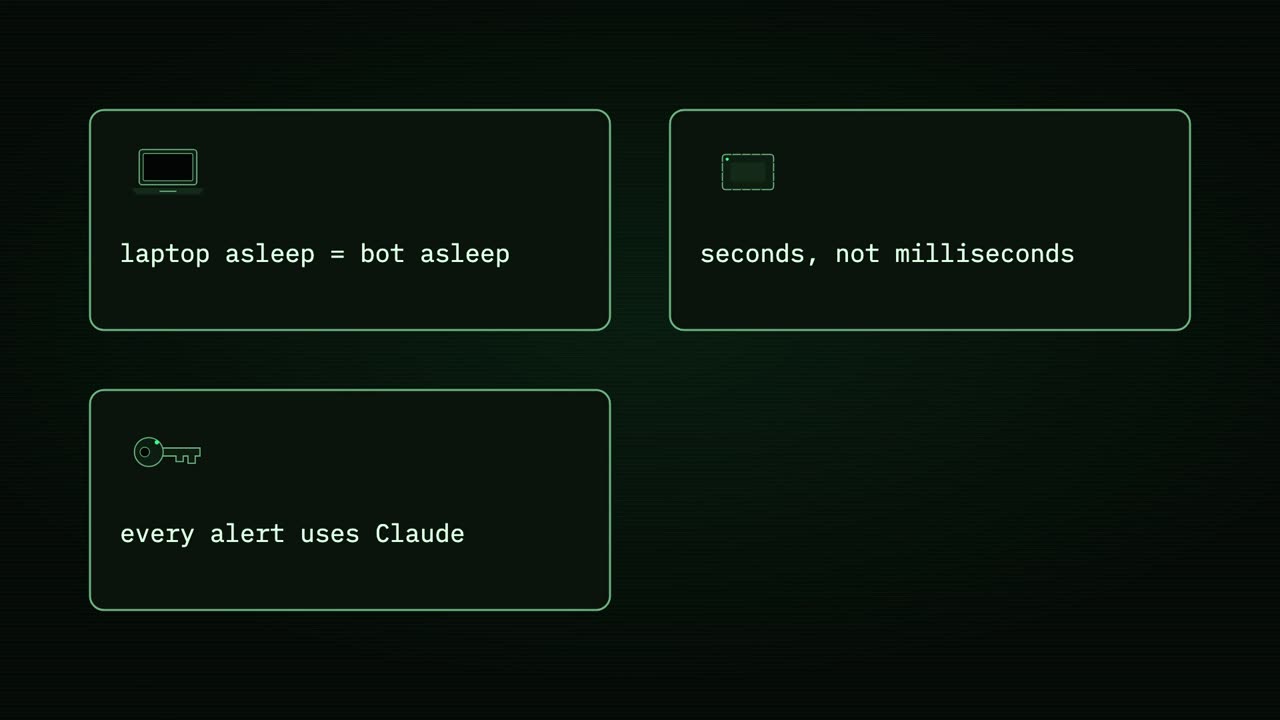 laptop asleep = bot asleep
seconds, not milliseconds
every alert uses Claude